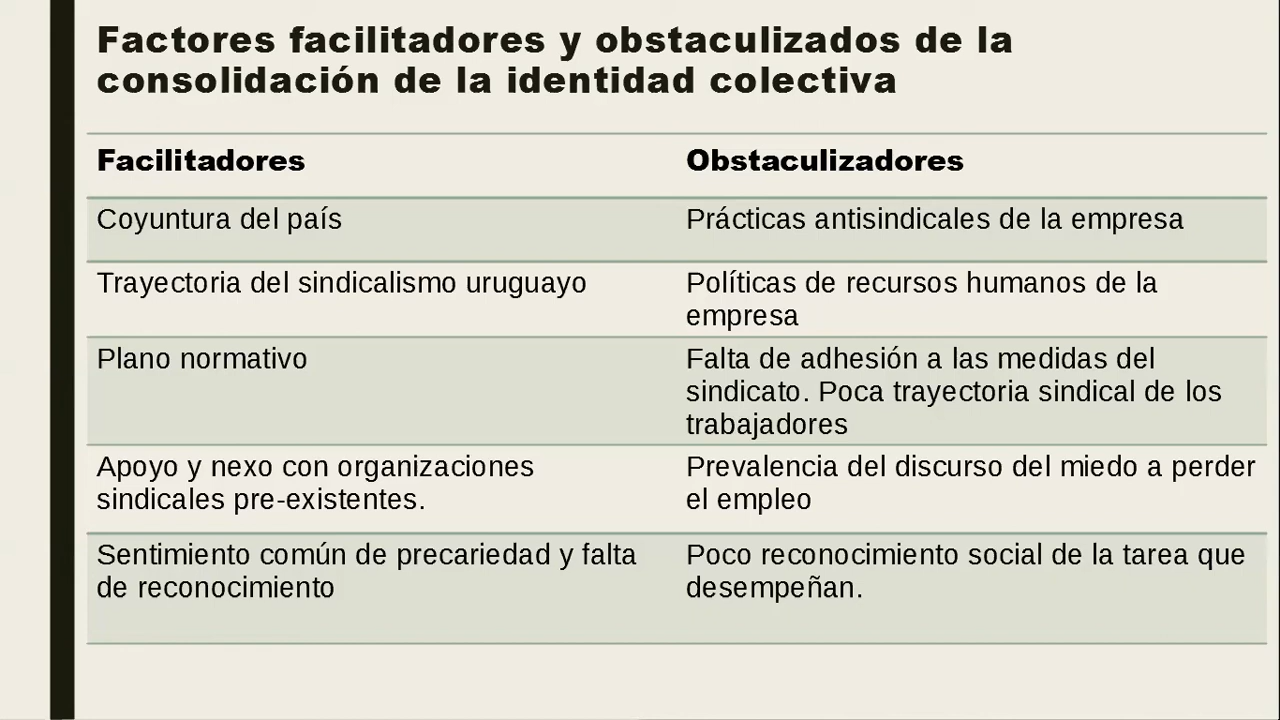 Factores facilitadores y obstaculizados de la
consolidación de la identidad colectiva
Facilitadores
Obstaculizadores
Coyuntura del país
Prácticas antisindicales de la empresa
Trayectoria del sindicalismo uruguayo
Políticas de recursos humanos de la
empresa
Plano normativo
Falta de adhesión a las medidas del
sindicato. Poca trayectoria sindical de los
trabajadores
Apoyo y nexo con organizaciones
sindicales pre-existentes.
Prevalencia del discurso del miedo a perder
el empleo
Sentimiento común de precariedad y falta
de reconocimiento
Poco reconocimiento social de la tarea que
desempeñan.